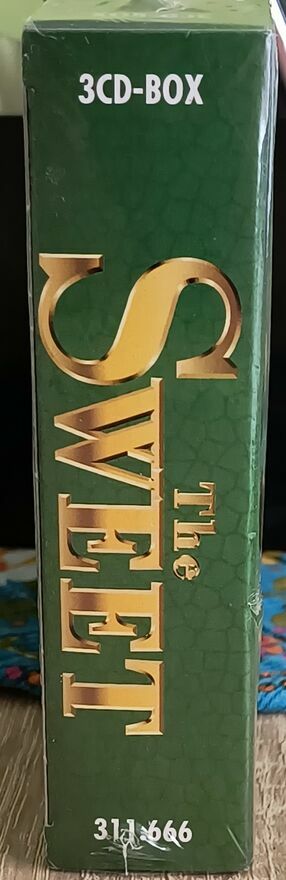 3CD-BOX
The
SWEET
311.666